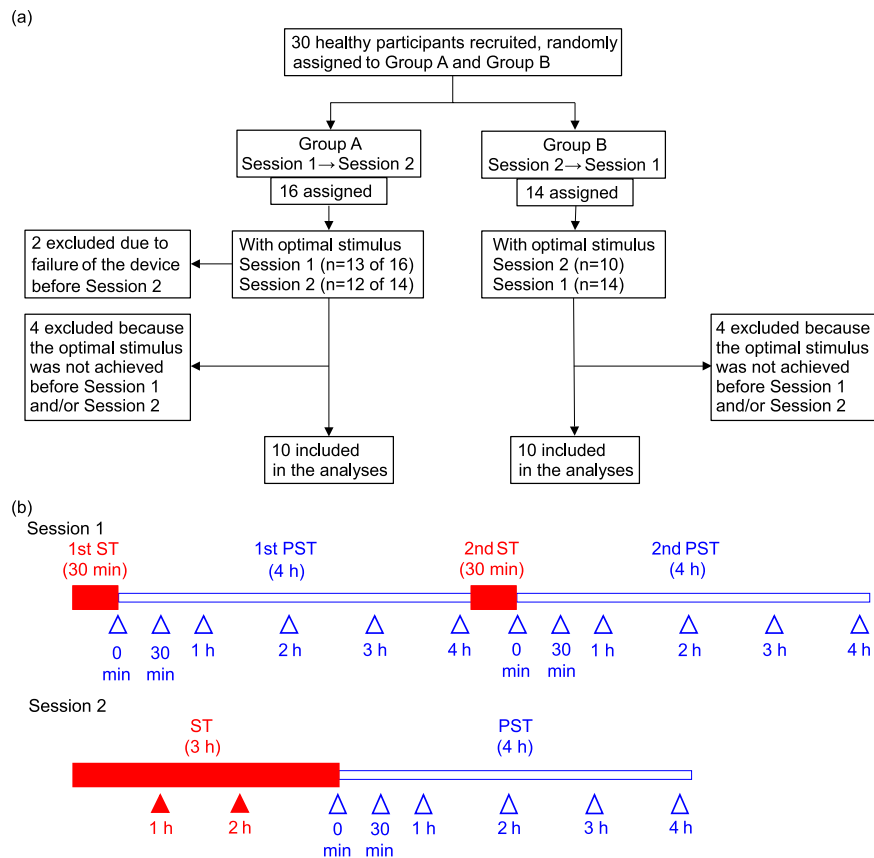 (a)
30 healthy participants recruited, randomly
assigned to Group A and Group B
Group A
Session 1→ Session 2
16 assigned
Group B
Session 2→ Session 1
14 assigned
2 excluded due to
failure of the device
before Session 2
With optimal stimulus
Session 1 (n=13 of 16)
Session 2 (n=12 of 14)
With optimal stimulus
Session 2 (n=10)
Session 1 (n=14)
4 excluded because
the optimal stimulus
was not achieved
before Session 1
and/or Session 2
4 excluded because
the optimal stimulus
was not achieved
before Session 1
and/or Session 2
10 included
in the analyses
10 included
in the analyses
(b)
Session 1
1st ST
(30 min)
1st PST
(4 h)
2nd ST
(30 min)
2nd PST
(4 h)
0
min
30
min
1 h
2 h
3 h
4 h
0
min
30
min
1 h
2 h
3 h
4 h
Session 2
ST
(3 h)
PST
(4 h)
1 h
2 h
0
min
30
min
1 h
2 h
3 h
4 h